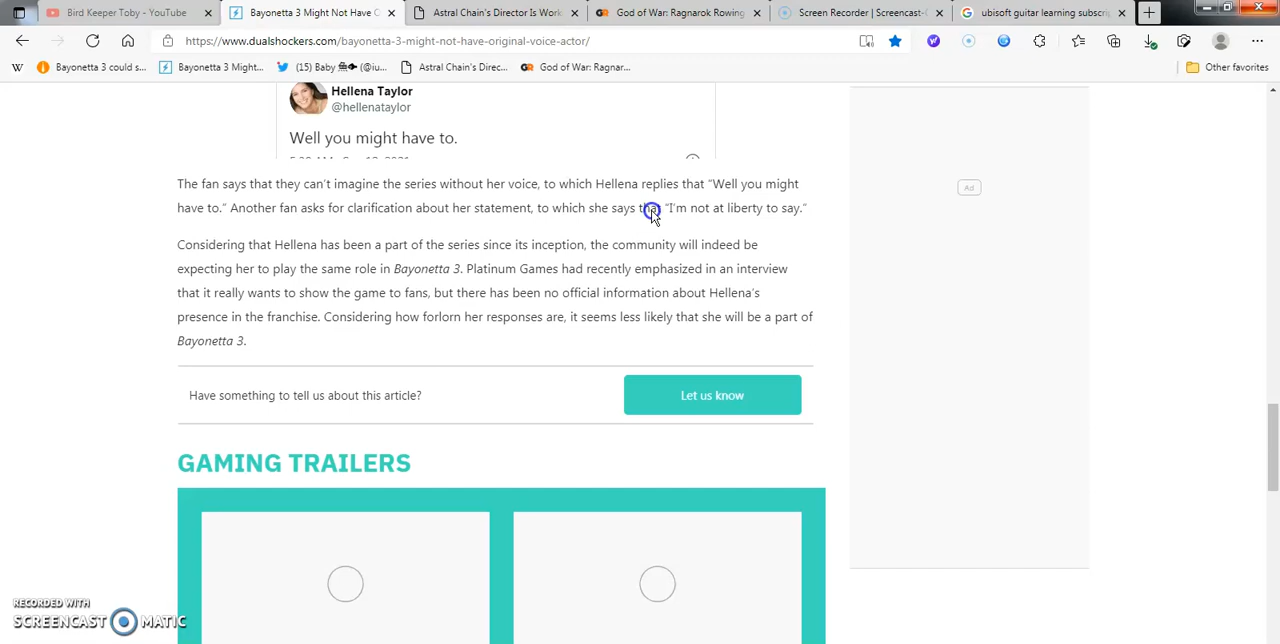 Bird Keeper Toby - YouTube
Bayonetta 3 Might Not Have C
Astral Chain's Director Is Work
God of War: Ragnarok Rowing
Screen Recorder | Screencast-
ubisoft guitar learning subscrip
https://www.dualshockers.com/bayonetta-3-might-not-have-original-voice-actor/
W
Bayonetta 3 could s...
Bayonetta 3 Might...
Astral Chain's Direc...
God of War: Ragnar...
Other favorites
Hellena Taylor
@hellenataylor
Well you might have to.
Ad
The fan says that they can't imagine the series without her voice, to which Hellena replies that “Well you might
have to.” Another fan asks for clarification about her statement, to which she says that “I'm not at liberty to say.”
Considering that Hellena has been a part of the series since its inception, the community will indeed be
expecting her to play the same role in Bayonetta 3. Platinum Games had recently emphasized in an interview
that it really wants to show the game to fans, but there has been no official information about Hellena's
presence in the franchise. Considering how forlorn her responses are, it seems less likely that she will be a part of
Bayonetta 3.
Have something to tell us about this article?
Let us know
GAMING TRAILERS
RECORDED WITH
SCREENCAST MATIC